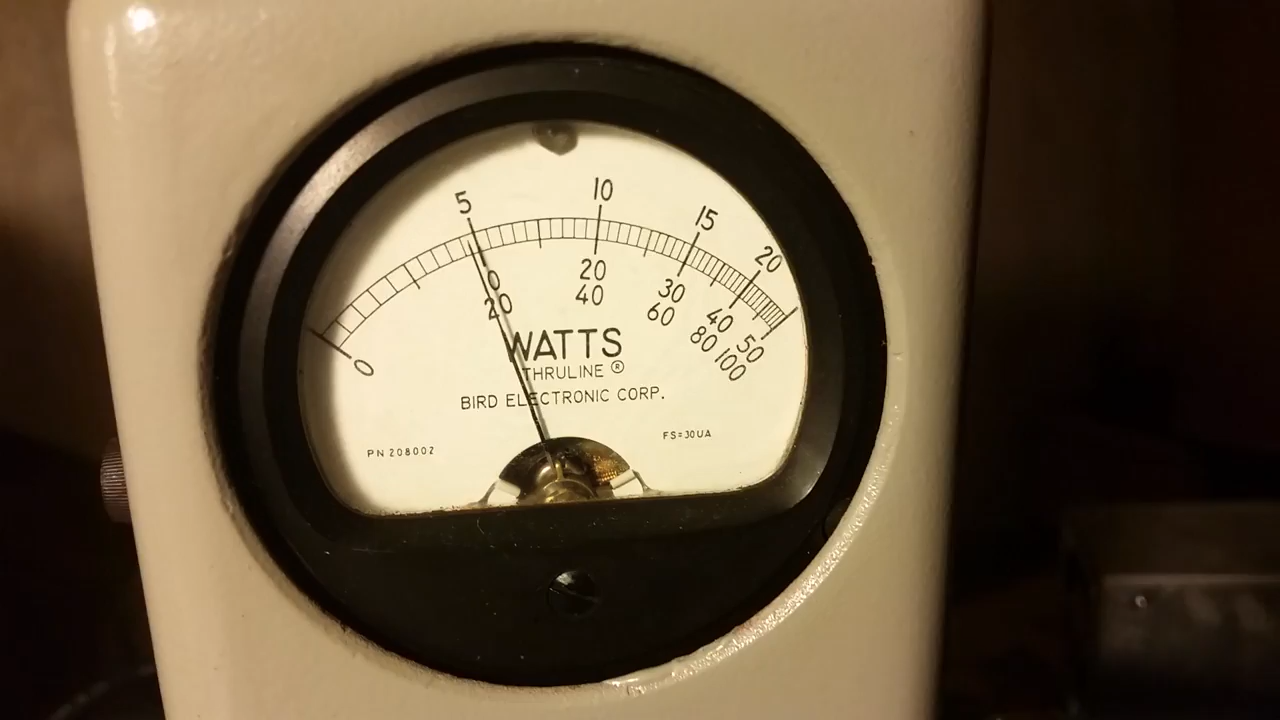 5 10 15 20
0 20 30 40 50
20 40 60 80 100
0
WATTS
THRULINE ®
BIRD ELECTRONIC CORP.
PN 208002 FS=30UA